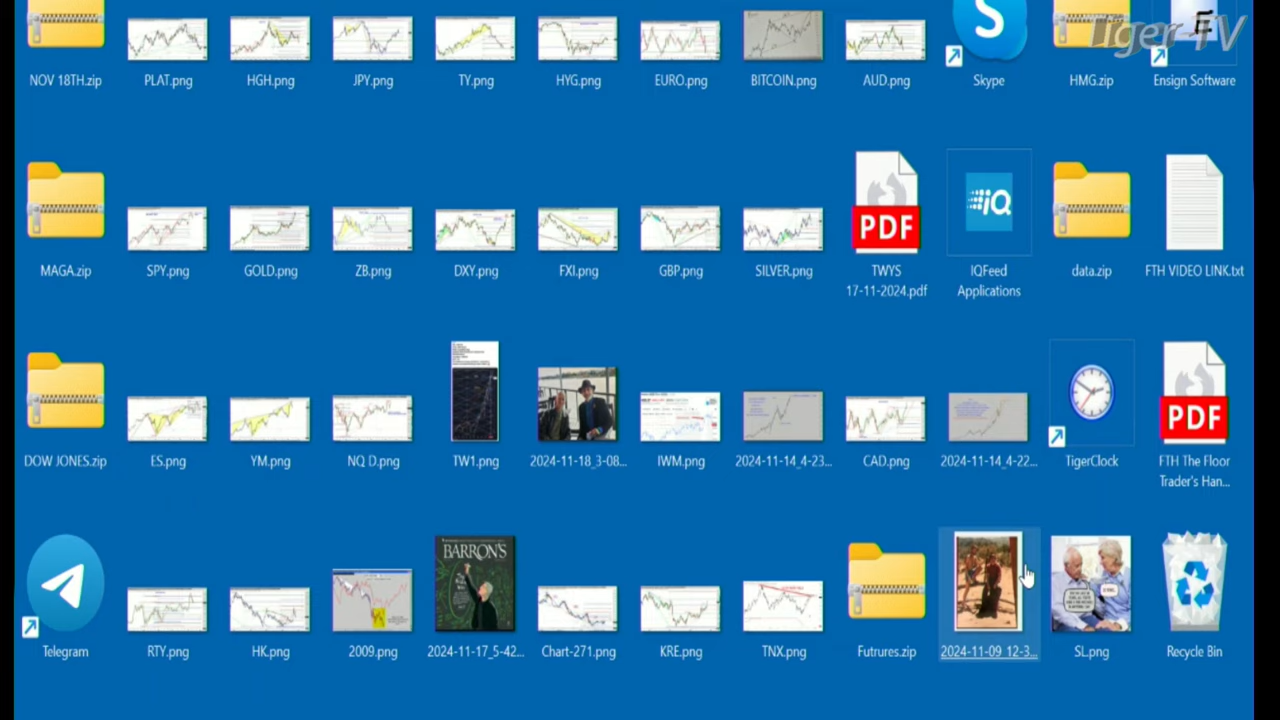 Tiger TV
NOV 18TH.zip
PLAT.png
HGH.png
JPY.png
TY.png
HYG.png
EURO.png
BITCOIN.png
AUD.png
S
Skype
HMG.zip
Ensign Software
MAGA.zip
SPY.png
GOLD.png
ZB.png
DXY.png
FXI.png
GBP.png
SILVER.png
PDF
TWYS
17-11-2024.pdf
iQ
IQFeed
Applications
data.zip
FTH VIDEO LINK.txt
DOW JONES.zip
ES.png
YM.png
NQ D.png
TW1.png
2024-11-18_3-08...
IWM.png
2024-11-14_4-23...
CAD.png
2024-11-14_4-22...
TigerClock
PDF
FTH The Floor
Trader's Han...
Telegram
RTY.png
HK.png
2009.png
BARRON'S
2024-11-17_5-42...
Chart-271.png
KRE.png
TNX.png
Futrures.zip
2024-11-09_12-3...
SL.png
Recycle Bin